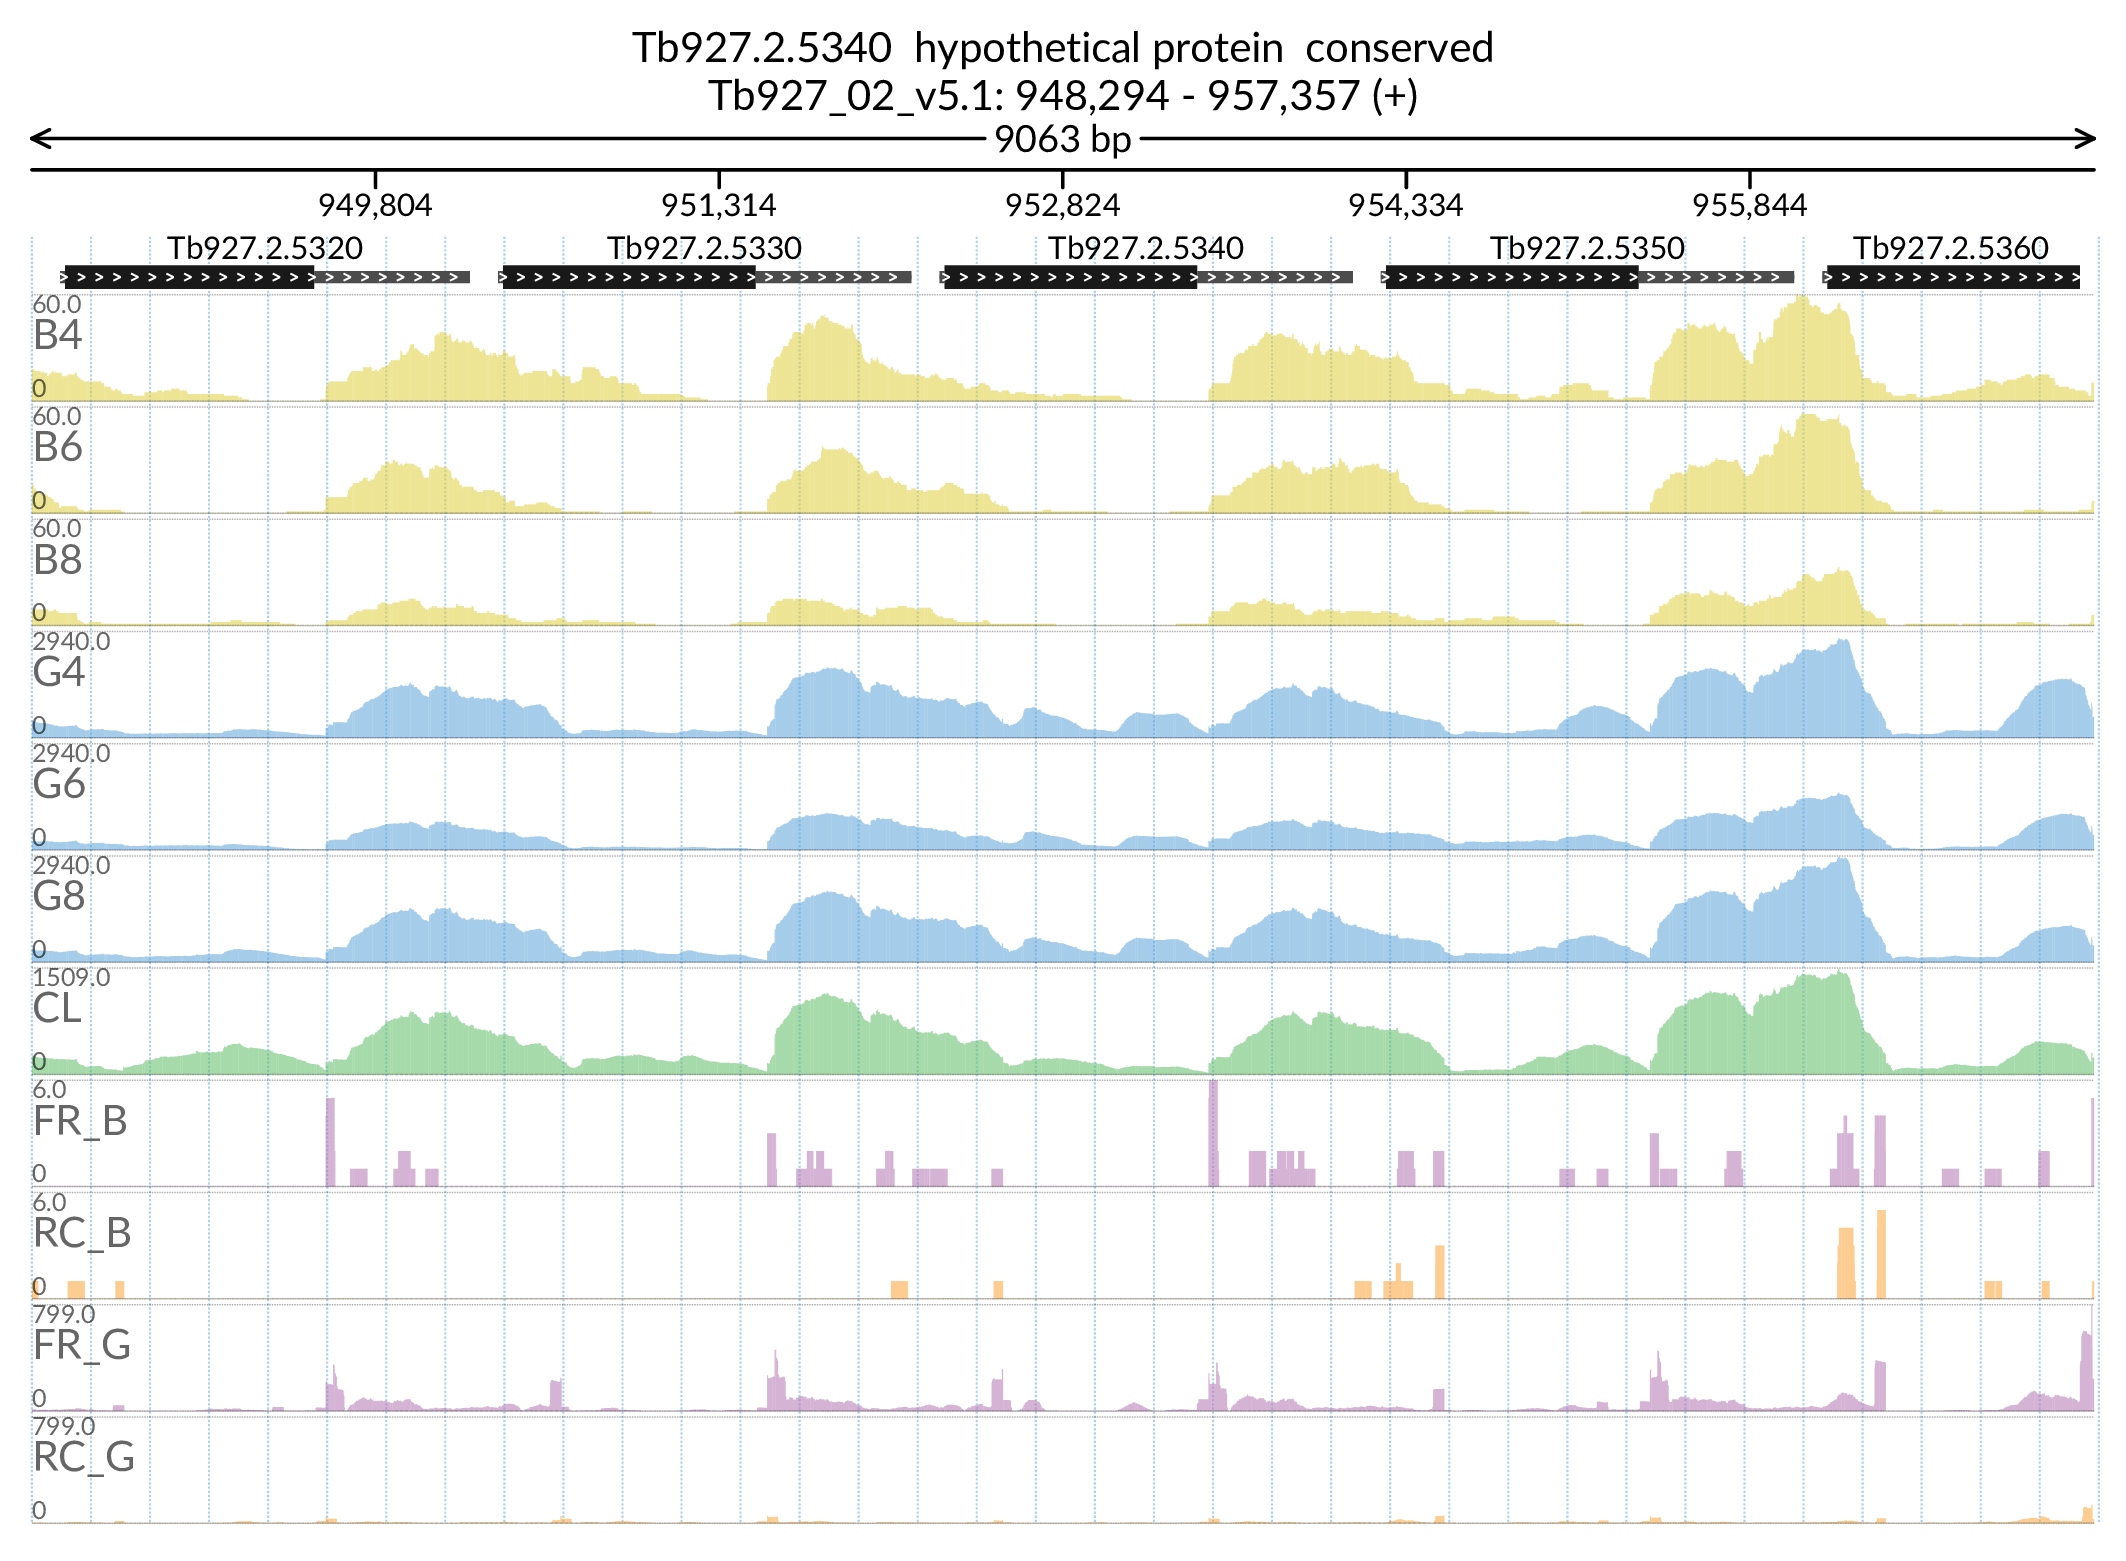 Tb927.2.5340  hypothetical protein  conserved
Tb927_02_v5.1: 948,294 - 957,357 (+)
9063 bp
949,804 951,314 952,824 954,334 955,844
Tb927.2.5320 Tb927.2.5330 Tb927.2.5340 Tb927.2.5350 Tb927.2.5360
60.0
B4
0
60.0
B6
0
60.0
B8
0
2940.0
G4
0
2940.0
G6
0
2940.0
G8
0
1509.0
CL
0
6.0
FR_B
0
6.0
RC_B
0
799.0
FR_G
0
799.0
RC_G
0